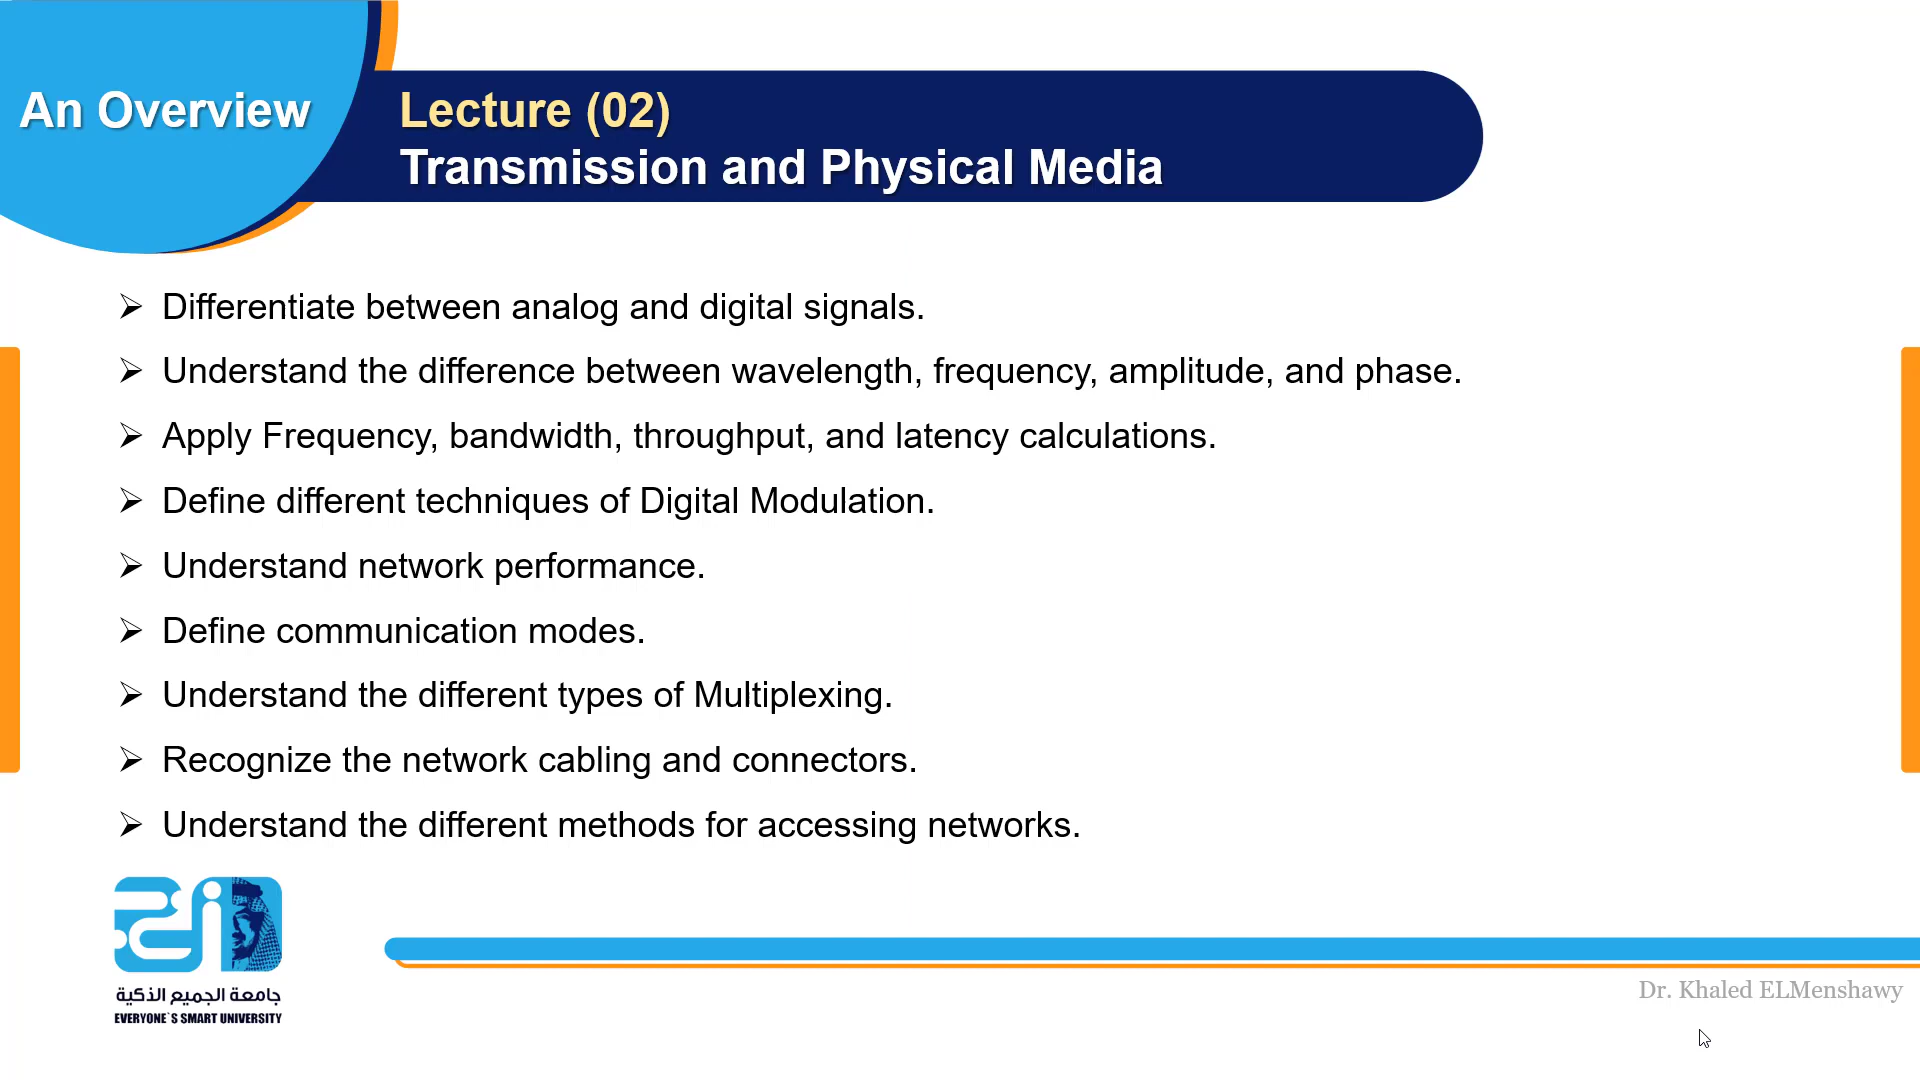 An Overview
Lecture (02)
Transmission and Physical Media
➢ Differentiate between analog and digital signals.
➢ Understand the difference between wavelength, frequency, amplitude, and phase.
➢ Apply Frequency, bandwidth, throughput, and latency calculations.
➢ Define different techniques of Digital Modulation.
➢ Understand network performance.
➢ Define communication modes.
➢ Understand the different types of Multiplexing.
➢ Recognize the network cabling and connectors.
➢ Understand the different methods for accessing networks.
جامعة الجميع الذكية
EVERYONE`S SMART UNIVERSITY
Dr. Khaled ELMenshawy